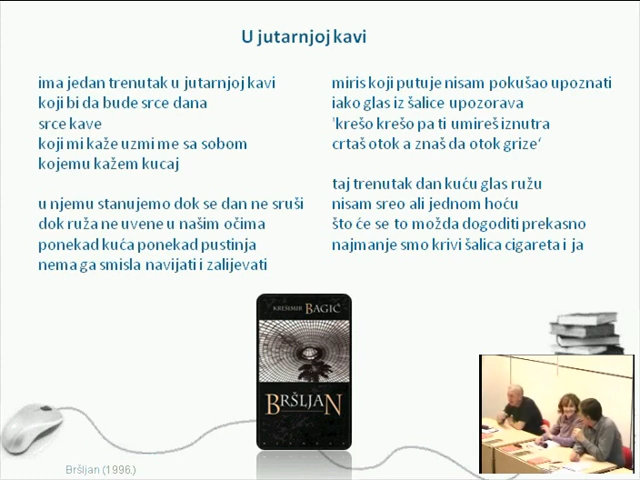 U jutarnjoj kavi
ima jedan trenutak u jutarnjoj kavi
koji bi da bude srce dana
srce kave
koji mi kaže uzmi me sa sobom
kojemu kažem kucaj
u njemu stanujemo dok se dan ne sruši
dok ruža ne uvene u našim očima
ponekad kuća ponekad pustinja
nema ga smisla navijati i zalijevati
miris koji putuje nisam pokušao upoznati
iako glas iz šalice upozorava
'krešo krešo pa ti umireš iznutra
crtaš otok a znaš da otok grize‘
taj trenutak dan kuću glas ružu
nisam sreo ali jednom hoću
što će se to možda dogoditi prekasno
najmanje smo krivi šalica cigareta i ja
KREŠIMIR BAGIĆ
BRŠLJAN
Bršljan (1996.)